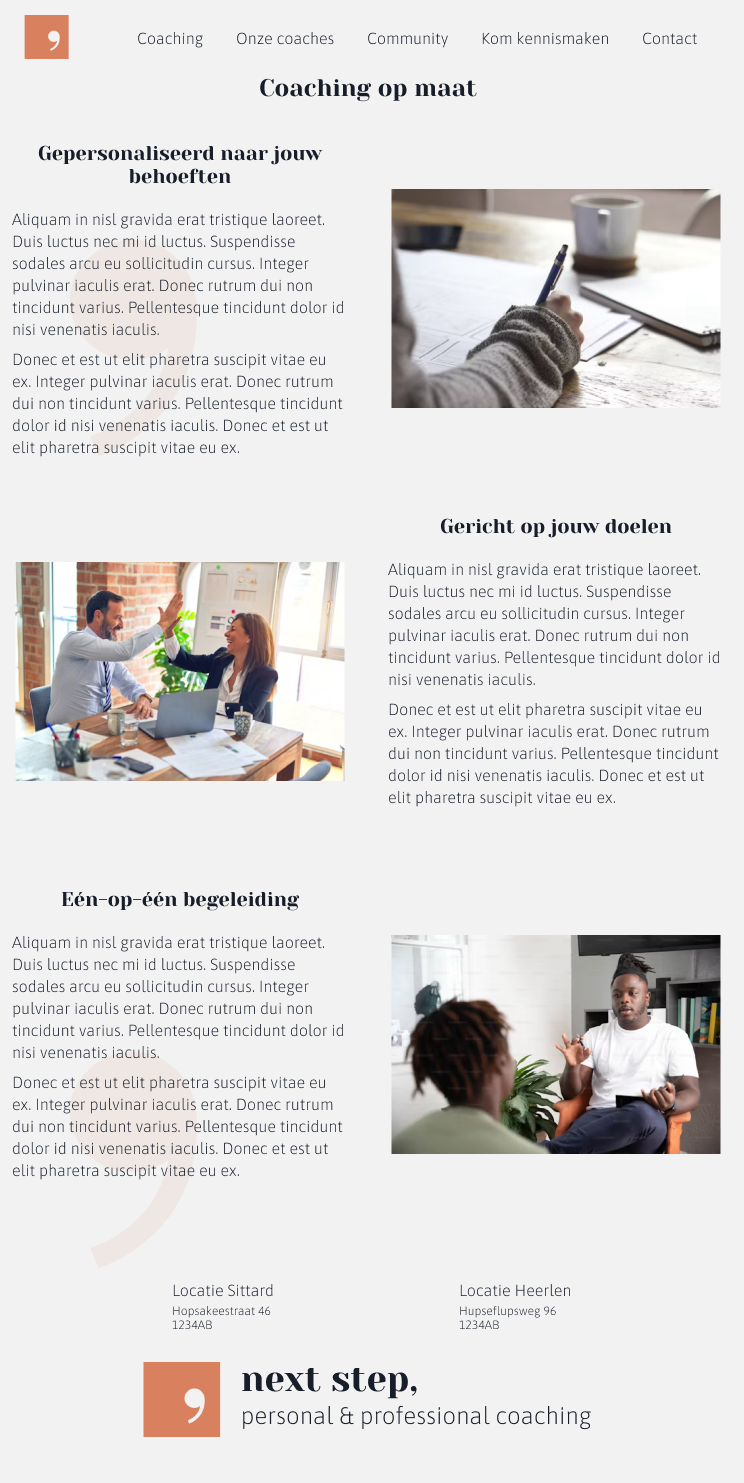 Coaching Onze coaches Community Kom kennismaken Contact
Coaching op maat
Gepersonaliseerd naar jouw
behoeften
Aliquam in nisl gravida erat tristique laoreet.
Duis luctus nec mi id luctus. Suspendisse
sodales arcu eu sollicitudin cursus. Integer
pulvinar iaculis erat. Donec rutrum dui non
tincidunt varius. Pellentesque tincidunt dolor id
nisi venenatis iaculis.
Donec et est ut elit pharetra suscipit vitae eu
ex. Integer pulvinar iaculis erat. Donec rutrum
dui non tincidunt varius. Pellentesque tincidunt
dolor id nisi venenatis iaculis. Donec et est ut
elit pharetra suscipit vitae eu ex.
Gericht op jouw doelen
Aliquam in nisl gravida erat tristique laoreet.
Duis luctus nec mi id luctus. Suspendisse
sodales arcu eu sollicitudin cursus. Integer
pulvinar iaculis erat. Donec rutrum dui non
tincidunt varius. Pellentesque tincidunt dolor id
nisi venenatis iaculis.
Donec et est ut elit pharetra suscipit vitae eu
ex. Integer pulvinar iaculis erat. Donec rutrum
dui non tincidunt varius. Pellentesque tincidunt
dolor id nisi venenatis iaculis. Donec et est ut
elit pharetra suscipit vitae eu ex.
Eén-op-één begeleiding
Aliquam in nisl gravida erat tristique laoreet.
Duis luctus nec mi id luctus. Suspendisse
sodales arcu eu sollicitudin cursus. Integer
pulvinar iaculis erat. Donec rutrum dui non
tincidunt varius. Pellentesque tincidunt dolor id
nisi venenatis iaculis.
Donec et est ut elit pharetra suscipit vitae eu
ex. Integer pulvinar iaculis erat. Donec rutrum
dui non tincidunt varius. Pellentesque tincidunt
dolor id nisi venenatis iaculis. Donec et est ut
elit pharetra suscipit vitae eu ex.
Locatie Sittard
Hopsakeestraat 46
1234AB
Locatie Heerlen
Hupseflupsweg 96
1234AB
next step,
personal & professional coaching